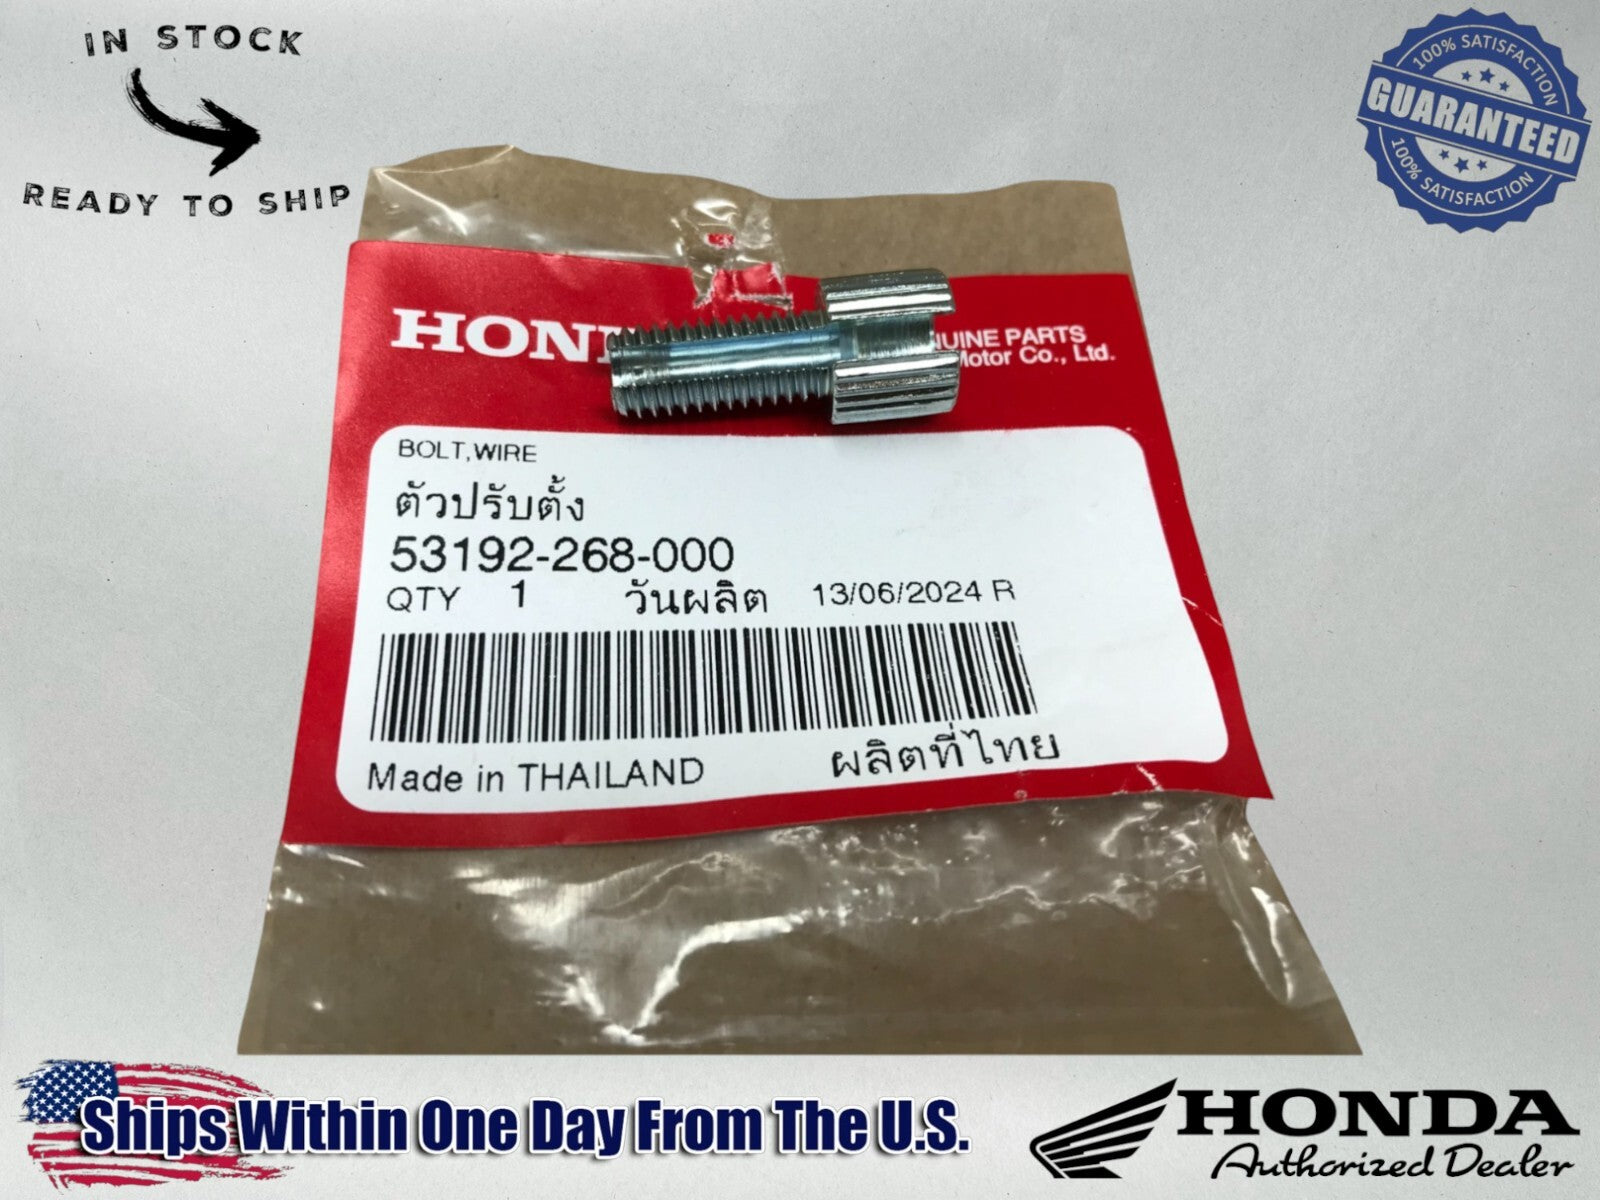 IN STOCK
READY TO SHIP
100% SATISFACTION
GUARANTEED
100% SATISFACTION
PARTS
Motor Co., Ltd.
BOLT,WIRE
ตัวปรับตั้ง
53192-268-000
QTY 1 วันผลิต 13/06/2024 R
Made in THAILAND ผลิตที่ไทย
Ships Within One Day From The U.S.
HONDA
Authorized Dealer